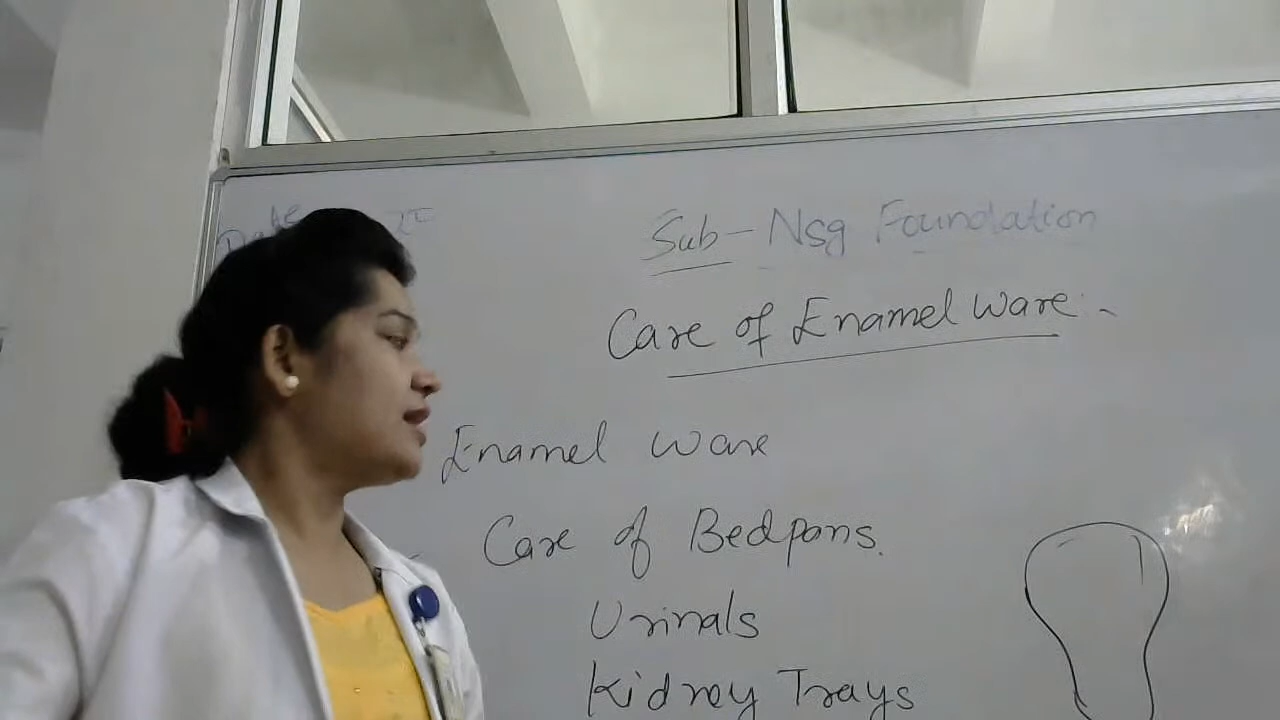 Sub- Nsg Foundation
Care of Enamel Ware:-
Enamel Ware
Care of Bedpans.
Urinals
Kidney Trays